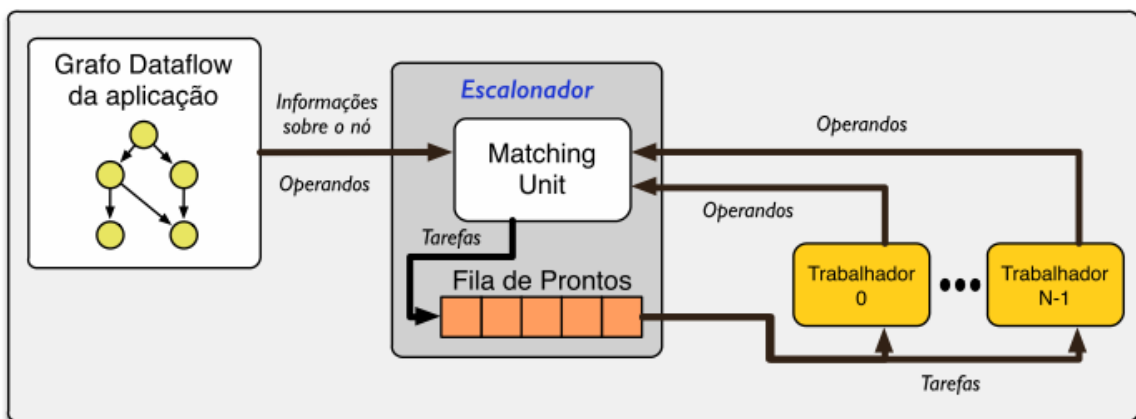 Grafo Dataflow
da aplicação
Informações
sobre o nó
Operandos
Escalonador
Matching
Unit
Tarefas
Fila de Prontos
Operandos
Operandos
Trabalhador
0
Trabalhador
N-1
Tarefas